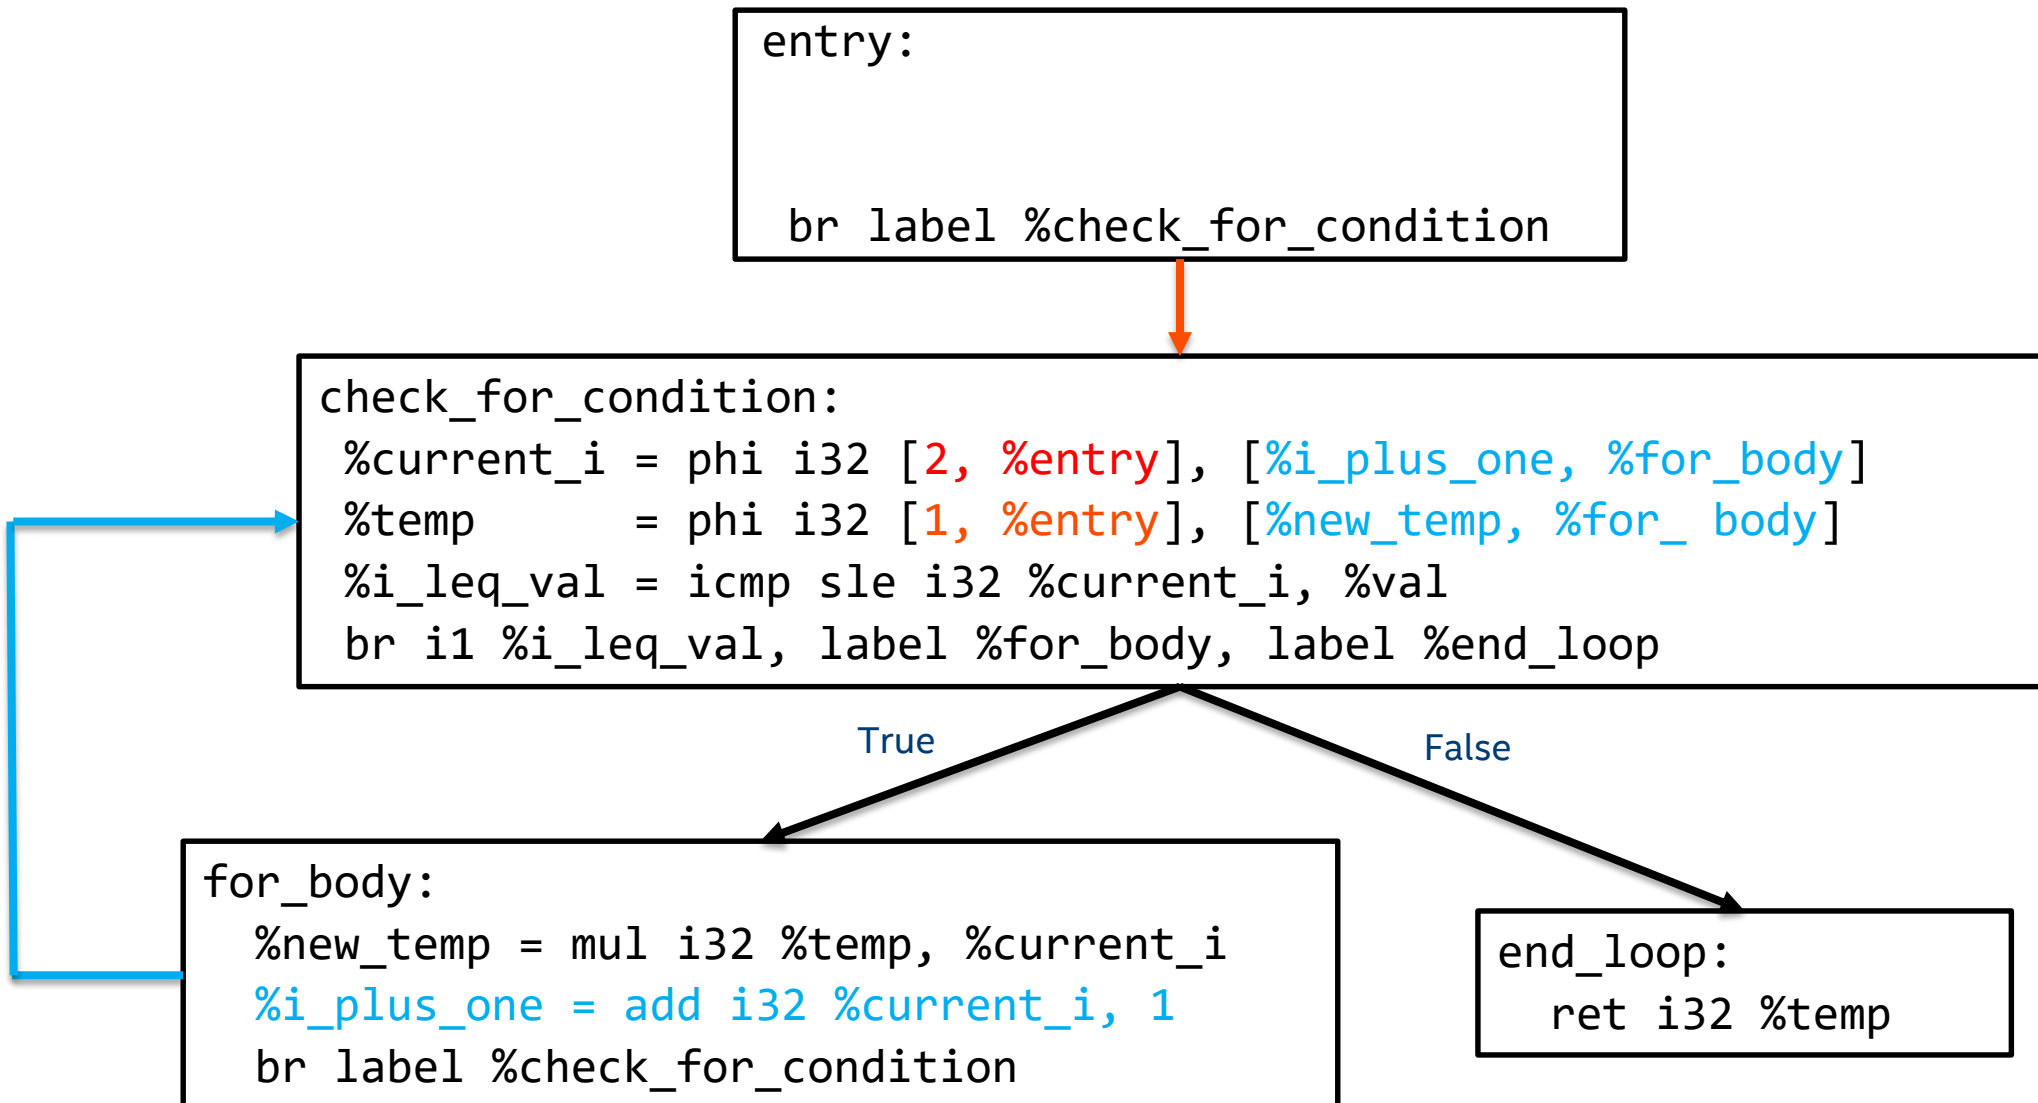 entry:
br label %check_for_condition
check_for_condition:
%current_i = phi i32 [2, %entry], [%i_plus_one, %for_body]
%temp = phi i32 [1, %entry], [%new_temp, %for_ body]
%i_leq_val = icmp sle i32 %current_i, %val
br i1 %i_leq_val, label %for_body, label %end_loop
True
False
for_body:
%new_temp = mul i32 %temp, %current_i
%i_plus_one = add i32 %current_i, 1
br label %check_for_condition
end_loop:
ret i32 %temp